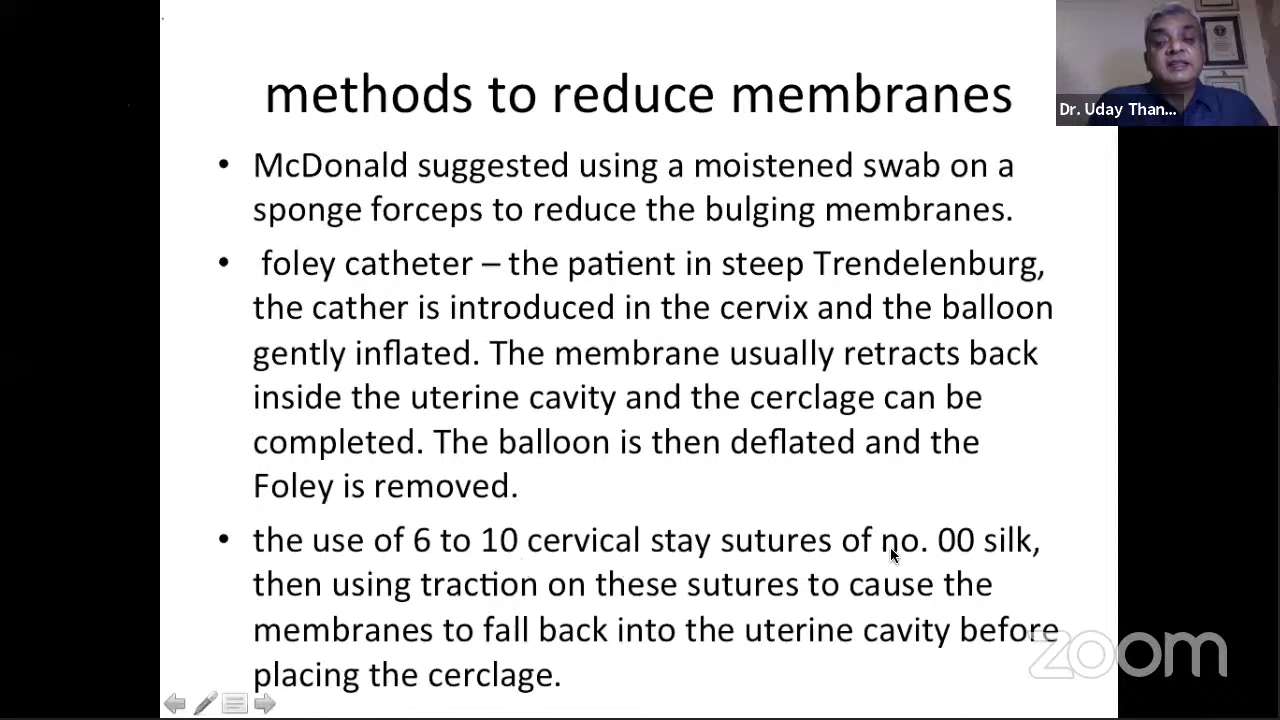 methods to reduce membranes
Dr. Uday Than...
• McDonald suggested using a moistened swab on a
sponge forceps to reduce the bulging membranes.
• foley catheter – the patient in steep Trendelenburg,
the cather is introduced in the cervix and the balloon
gently inflated. The membrane usually retracts back
inside the uterine cavity and the cerclage can be
completed. The balloon is then deflated and the
Foley is removed.
• the use of 6 to 10 cervical stay sutures of no. 00 silk,
then using traction on these sutures to cause the
membranes to fall back into the uterine cavity before
placing the cerclage.
zoom